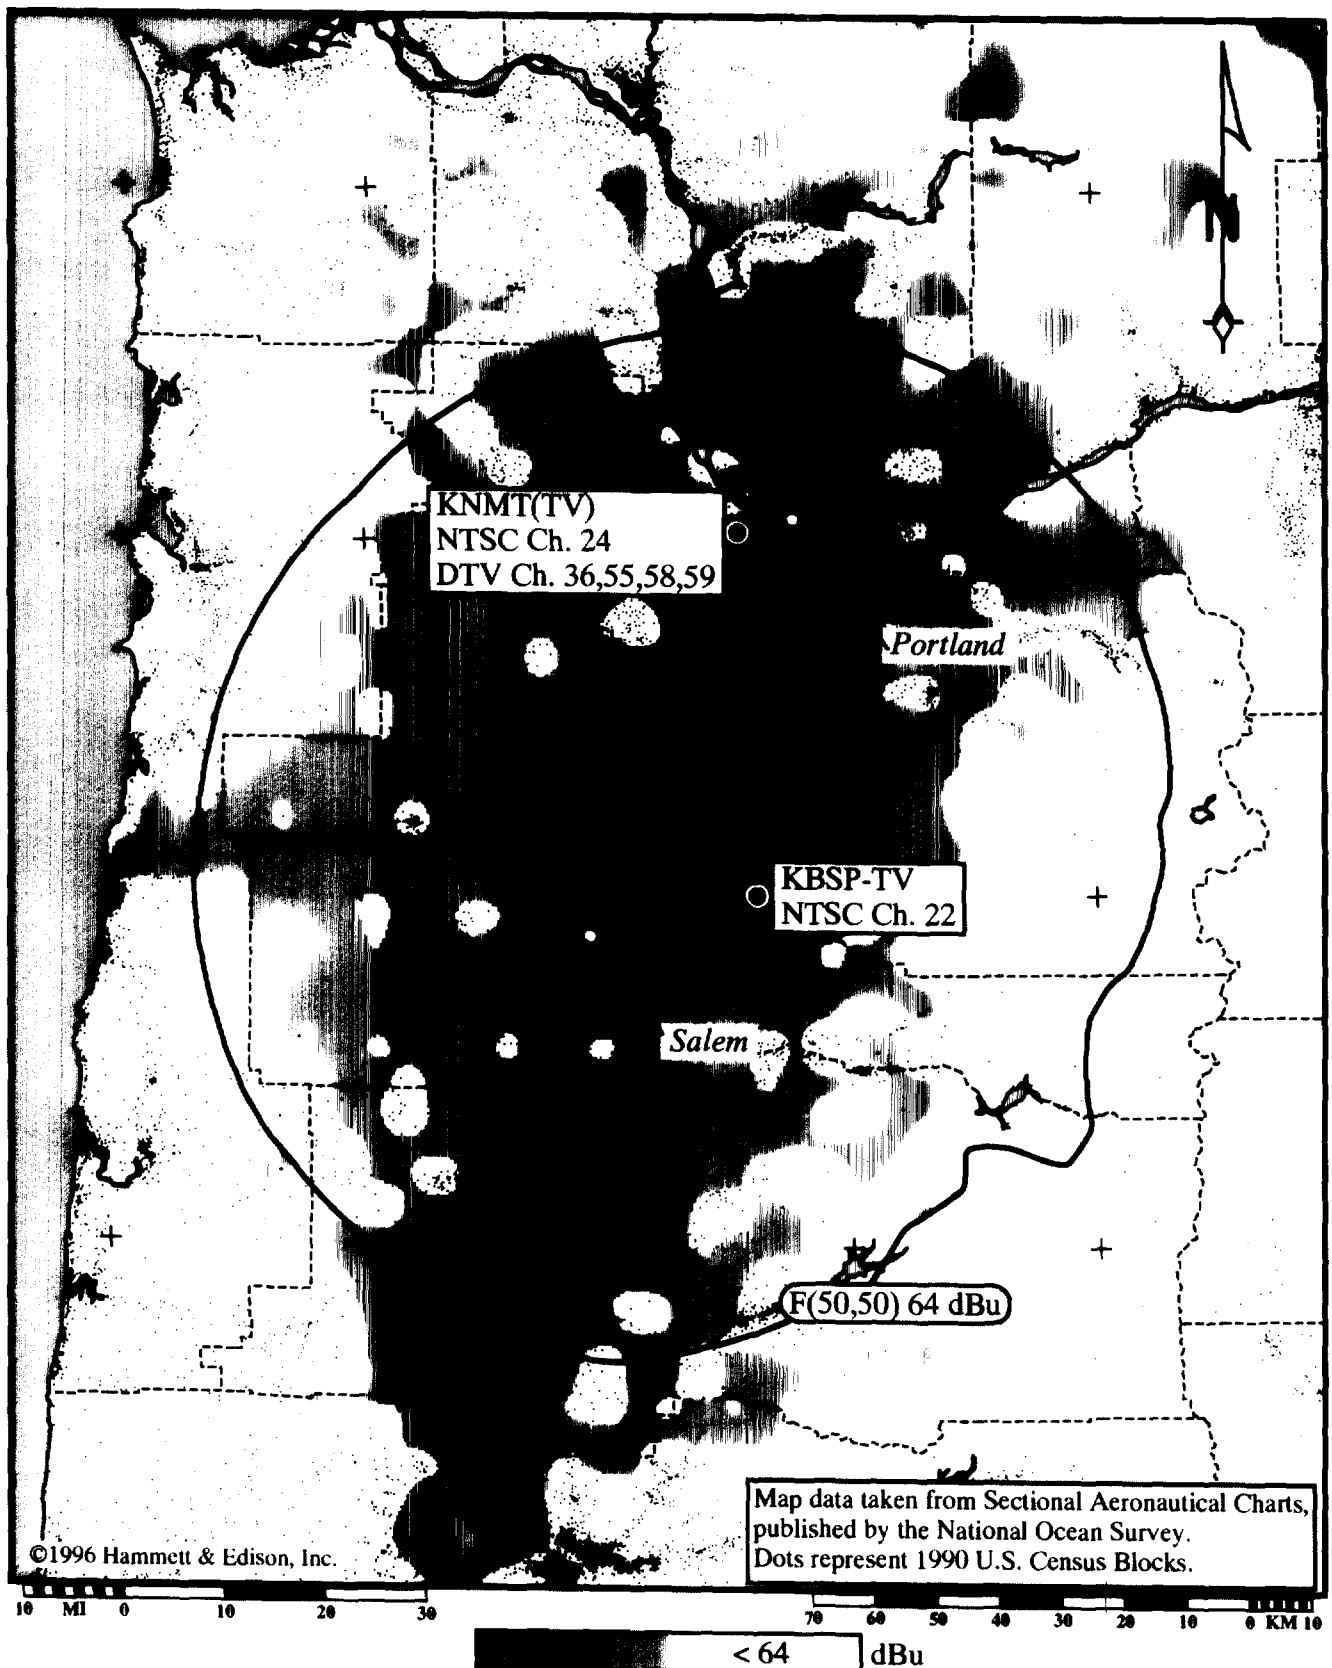 N
KNMT(TV)
NTSC Ch. 24
DTV Ch. 36,55,58,59
Portland
KBSP-TV
NTSC Ch. 22
Salem
F(50,50) 64 dBu
Map data taken from Sectional Aeronautical Charts,
published by the National Ocean Survey.
Dots represent 1990 U.S. Census Blocks.
©1996 Hammett & Edison, Inc.
10 MI 0 10 20 30
70 60 50 40 30 20 10 0 KM 10
< 64 dBu